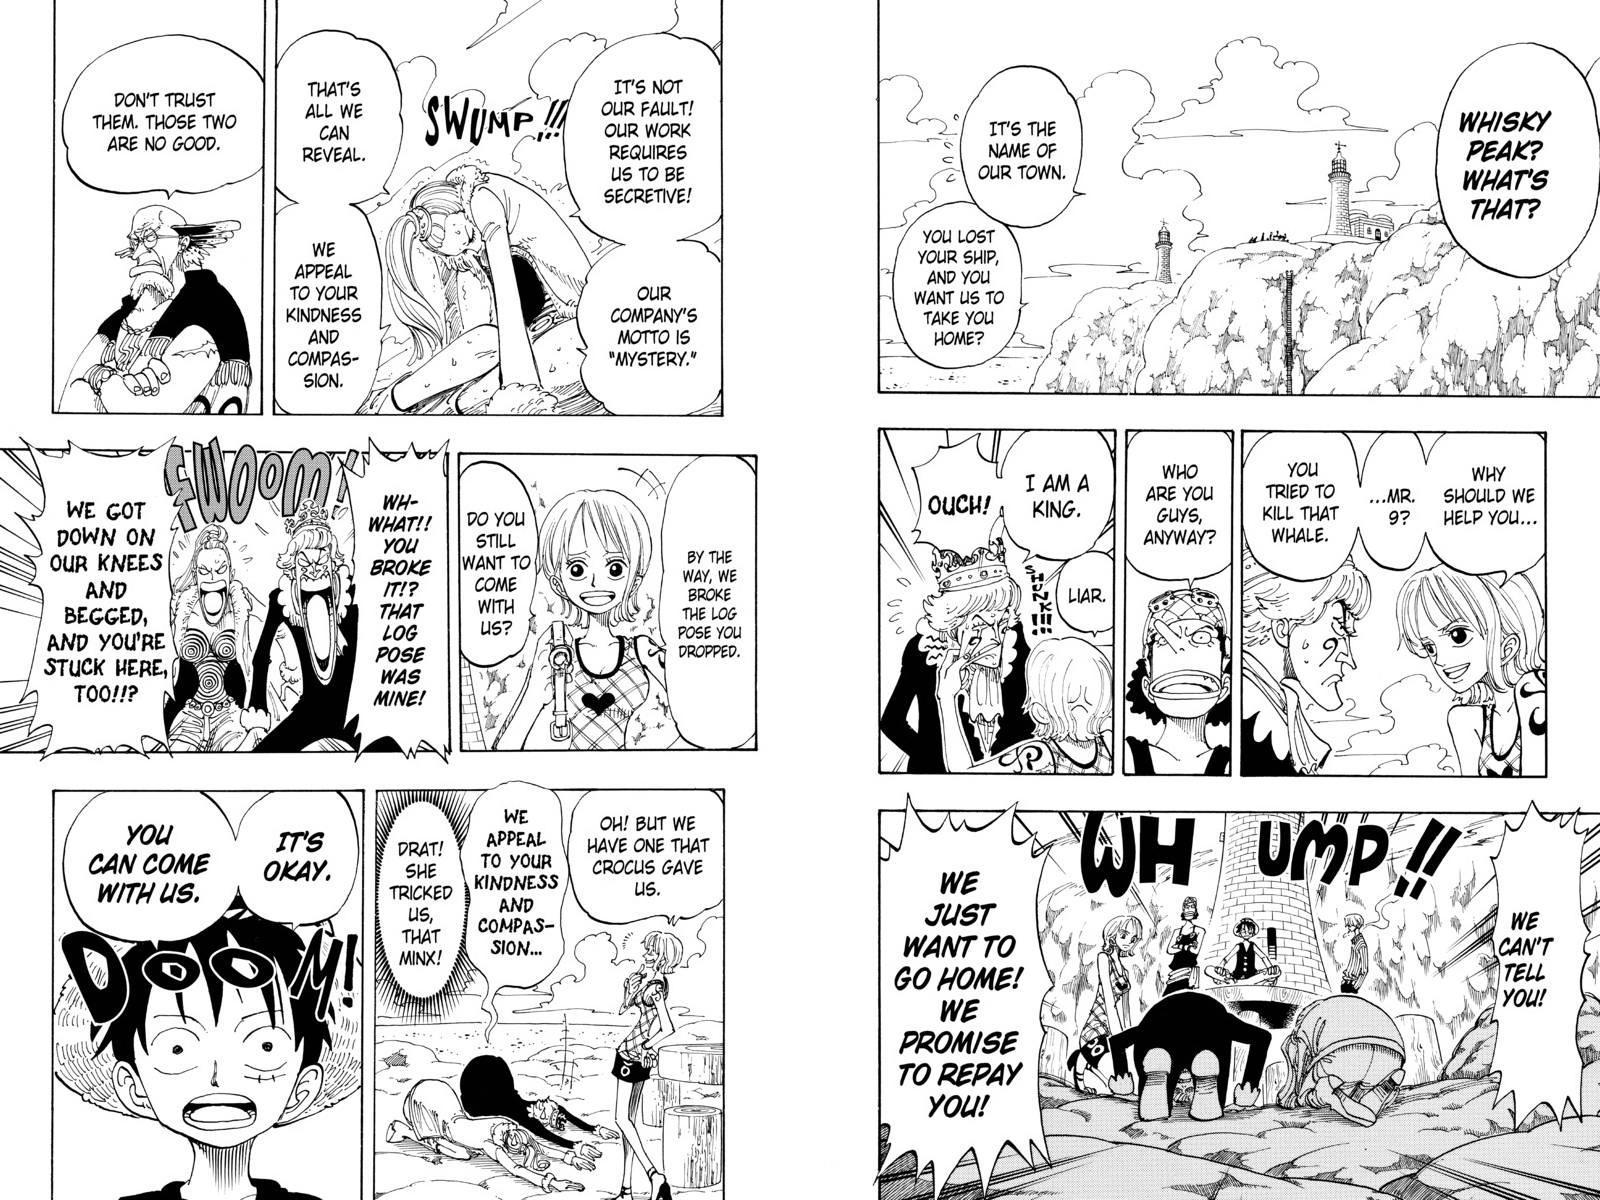 WHISKY
PEAK?
WHAT'S
THAT?
IT'S THE
NAME OF
OUR TOWN.
YOU LOST
YOUR SHIP,
AND YOU
WANT US TO
TAKE YOU
HOME?
WHY
SHOULD WE
HELP YOU...
...MR.
9?
YOU
TRIED TO
KILL THAT
WHALE.
WHO
ARE YOU
GUYS,
ANYWAY?
I AM A
KING.
LIAR.
SHUNK!!!
OUCH!
WE
CAN'T
TELL
YOU!
WHUMP!!
WE
JUST
WANT TO
GO HOME!
WE
PROMISE
TO REPAY
YOU!
IT'S NOT
OUR FAULT!
OUR WORK
REQUIRES
US TO BE
SECRETIVE!
OUR
COMPANY'S
MOTTO IS
"MYSTERY."
SWUMP!!!
THAT'S
ALL WE
CAN
REVEAL.
WE
APPEAL
TO YOUR
KINDNESS
AND
COMPAS-
SION.
DON'T TRUST
THEM. THOSE TWO
ARE NO GOOD.
BY THE
WAY, WE
BROKE
THE LOG
POSE YOU
DROPPED.
DO YOU
STILL
WANT TO
COME
WITH
US?
WH-
WHAT!!
YOU
BROKE
IT!?
THAT
LOG
POSE
WAS
MINE!
FWOOM!
WE GOT
DOWN ON
OUR KNEES
AND
BEGGED,
AND YOU'RE
STUCK HERE,
TOO!!?
OH! BUT WE
HAVE ONE THAT
CROCUS GAVE
US.
WE
APPEAL
TO YOUR
KINDNESS
AND
COMPAS-
SION...
DRAT!
SHE
TRICKED
US,
THAT
MINX!
IT'S
OKAY.
YOU
CAN COME
WITH US.
DOOM!